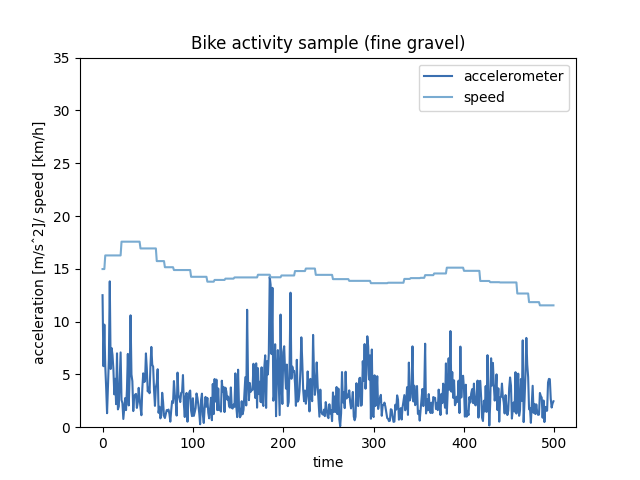 Bike activity sample (fine gravel)
accelerometer
speed
35
30
25
20
15
10
5
0
acceleration [m/sˆ2]/ speed [km/h]
0 100 200 300 400 500
time